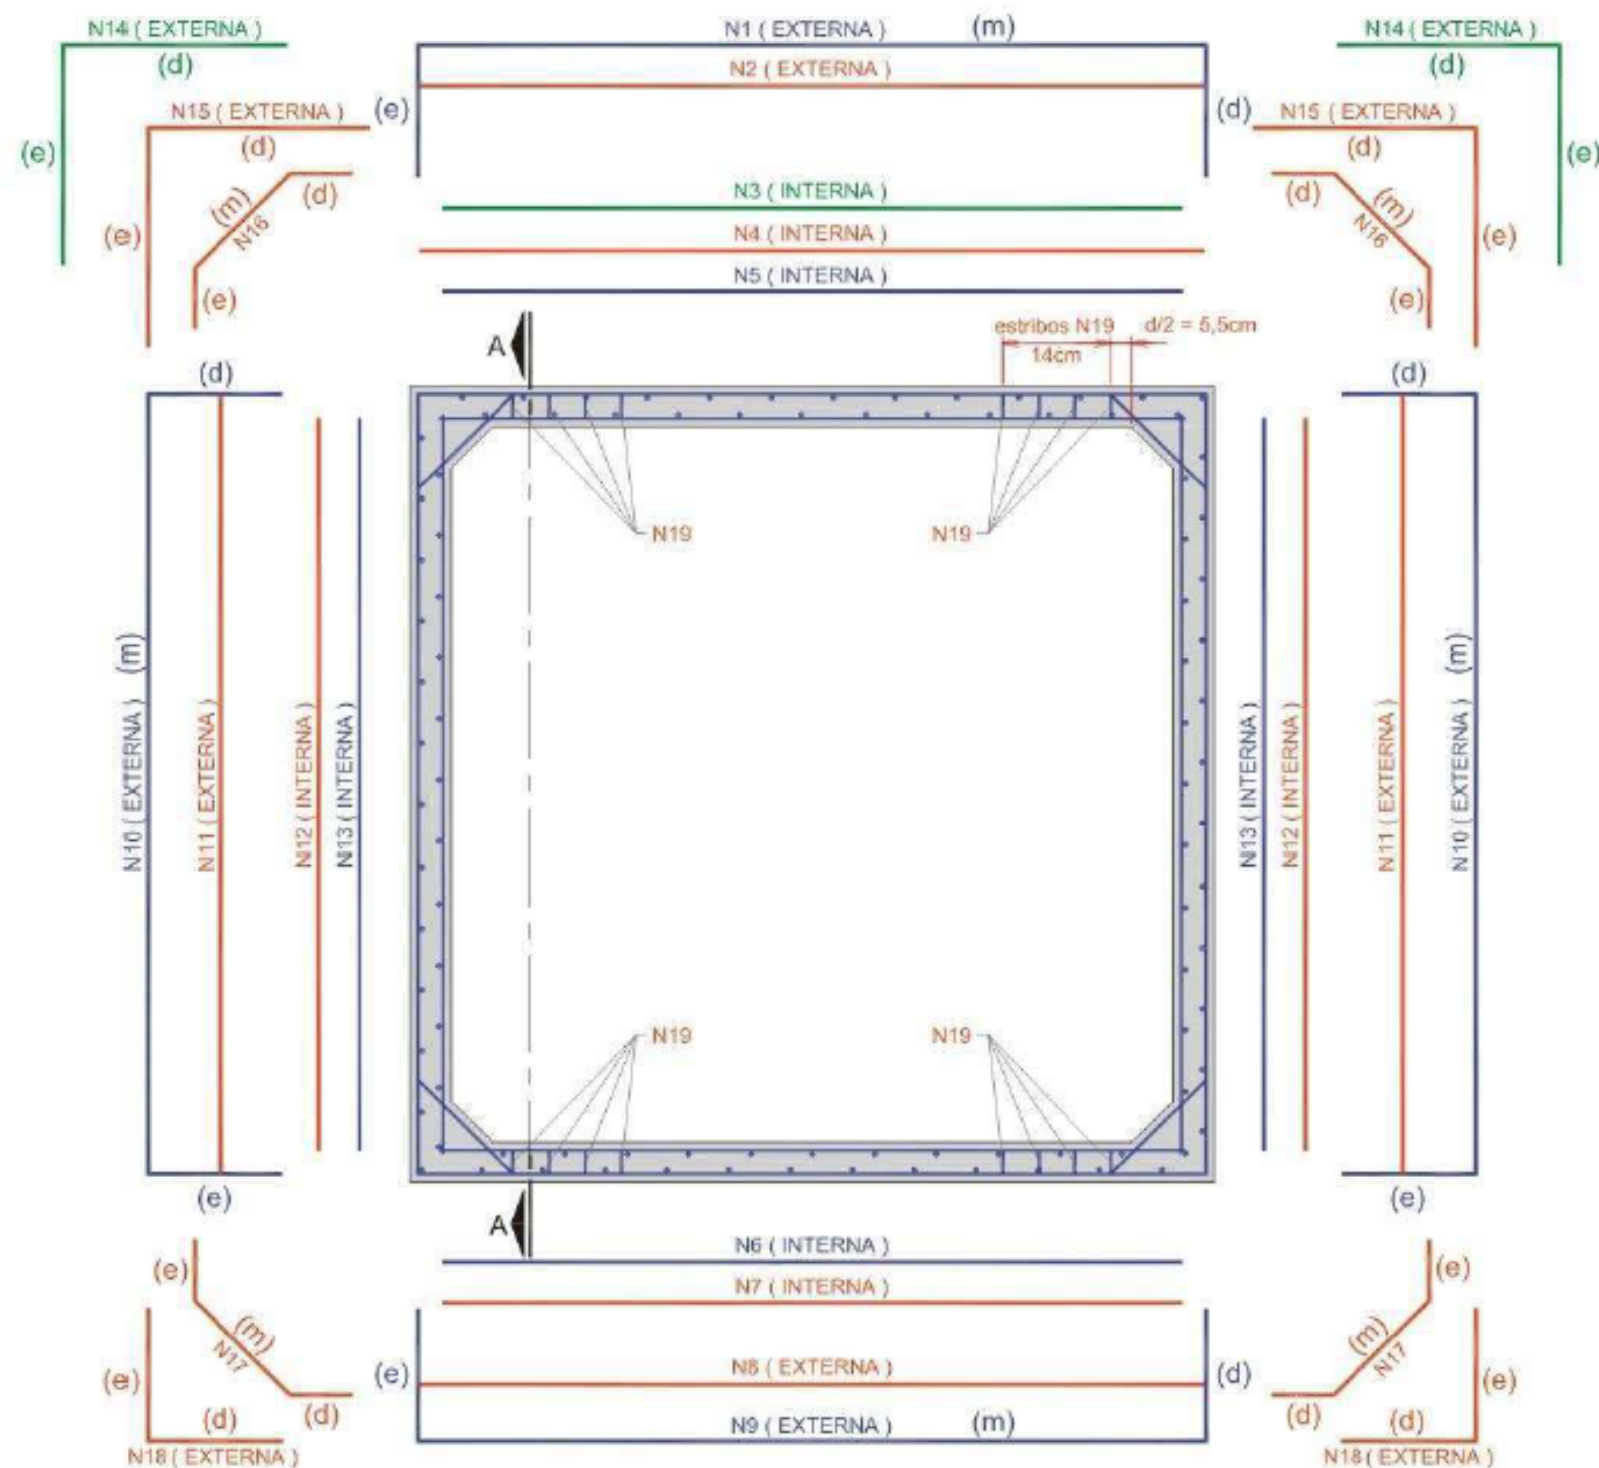 N14 ( EXTERNA )
(d)
(e)
N15 ( EXTERNA )
(d)
(e)
(m)
N16
(d)
(e)
N1 ( EXTERNA )
(m)
N2 ( EXTERNA )
(e)
(d)
N3 ( INTERNA )
N4 ( INTERNA )
N5 ( INTERNA )
N14 ( EXTERNA )
(d)
(e)
N15 ( EXTERNA )
(d)
(e)
(m)
N16
(d)
(e)
A
estribos N19
14cm
d/2 = 5,5cm
(d)
N10 ( EXTERNA )
(m)
N11 ( EXTERNA )
N12 ( INTERNA )
N13 ( INTERNA )
(e)
N19
N19
N19
N19
(d)
N13 ( INTERNA )
N12 ( INTERNA )
N11 ( EXTERNA )
N10 ( EXTERNA )
(m)
(e)
A
N6 ( INTERNA )
N7 ( INTERNA )
(e)
N8 ( EXTERNA )
(d)
N9 ( EXTERNA )
(m)
(e)
(m)
N17
(d)
(e)
(d)
N18 ( EXTERNA )
(e)
(m)
N17
(d)
(e)
(d)
N18 ( EXTERNA )